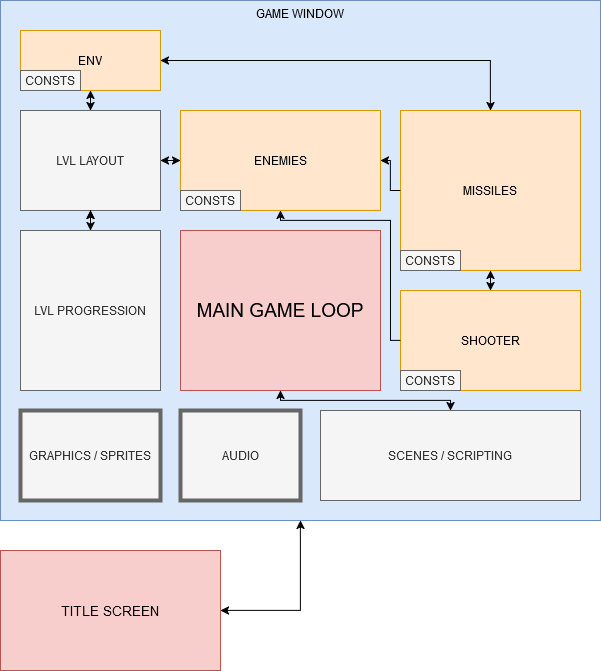 GAME WINDOW
ENV
CONSTS
LVL LAYOUT
ENEMIES
CONSTS
MISSILES
CONSTS
LVL PROGRESSION
MAIN GAME LOOP
SHOOTER
CONSTS
GRAPHICS / SPRITES
AUDIO
SCENES / SCRIPTING
TITLE SCREEN